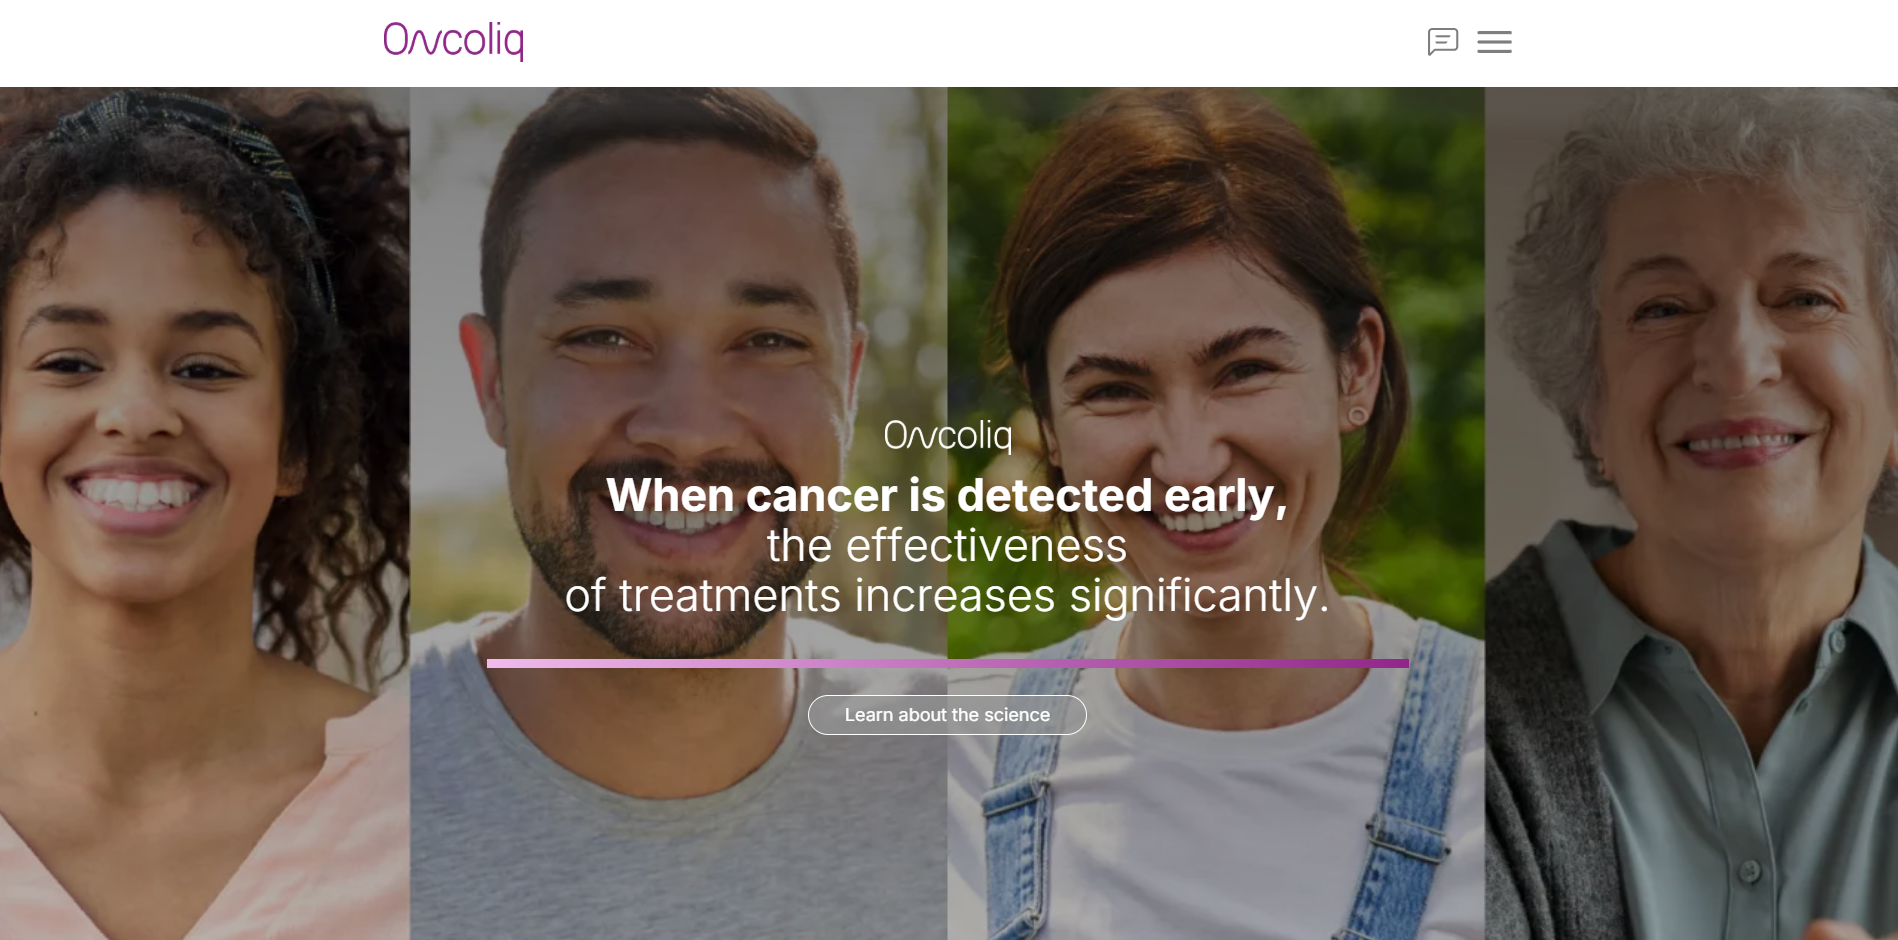 Oncoliq
Oncoliq
When cancer is detected early,
the effectiveness
of treatments increases significantly.
Learn about the science